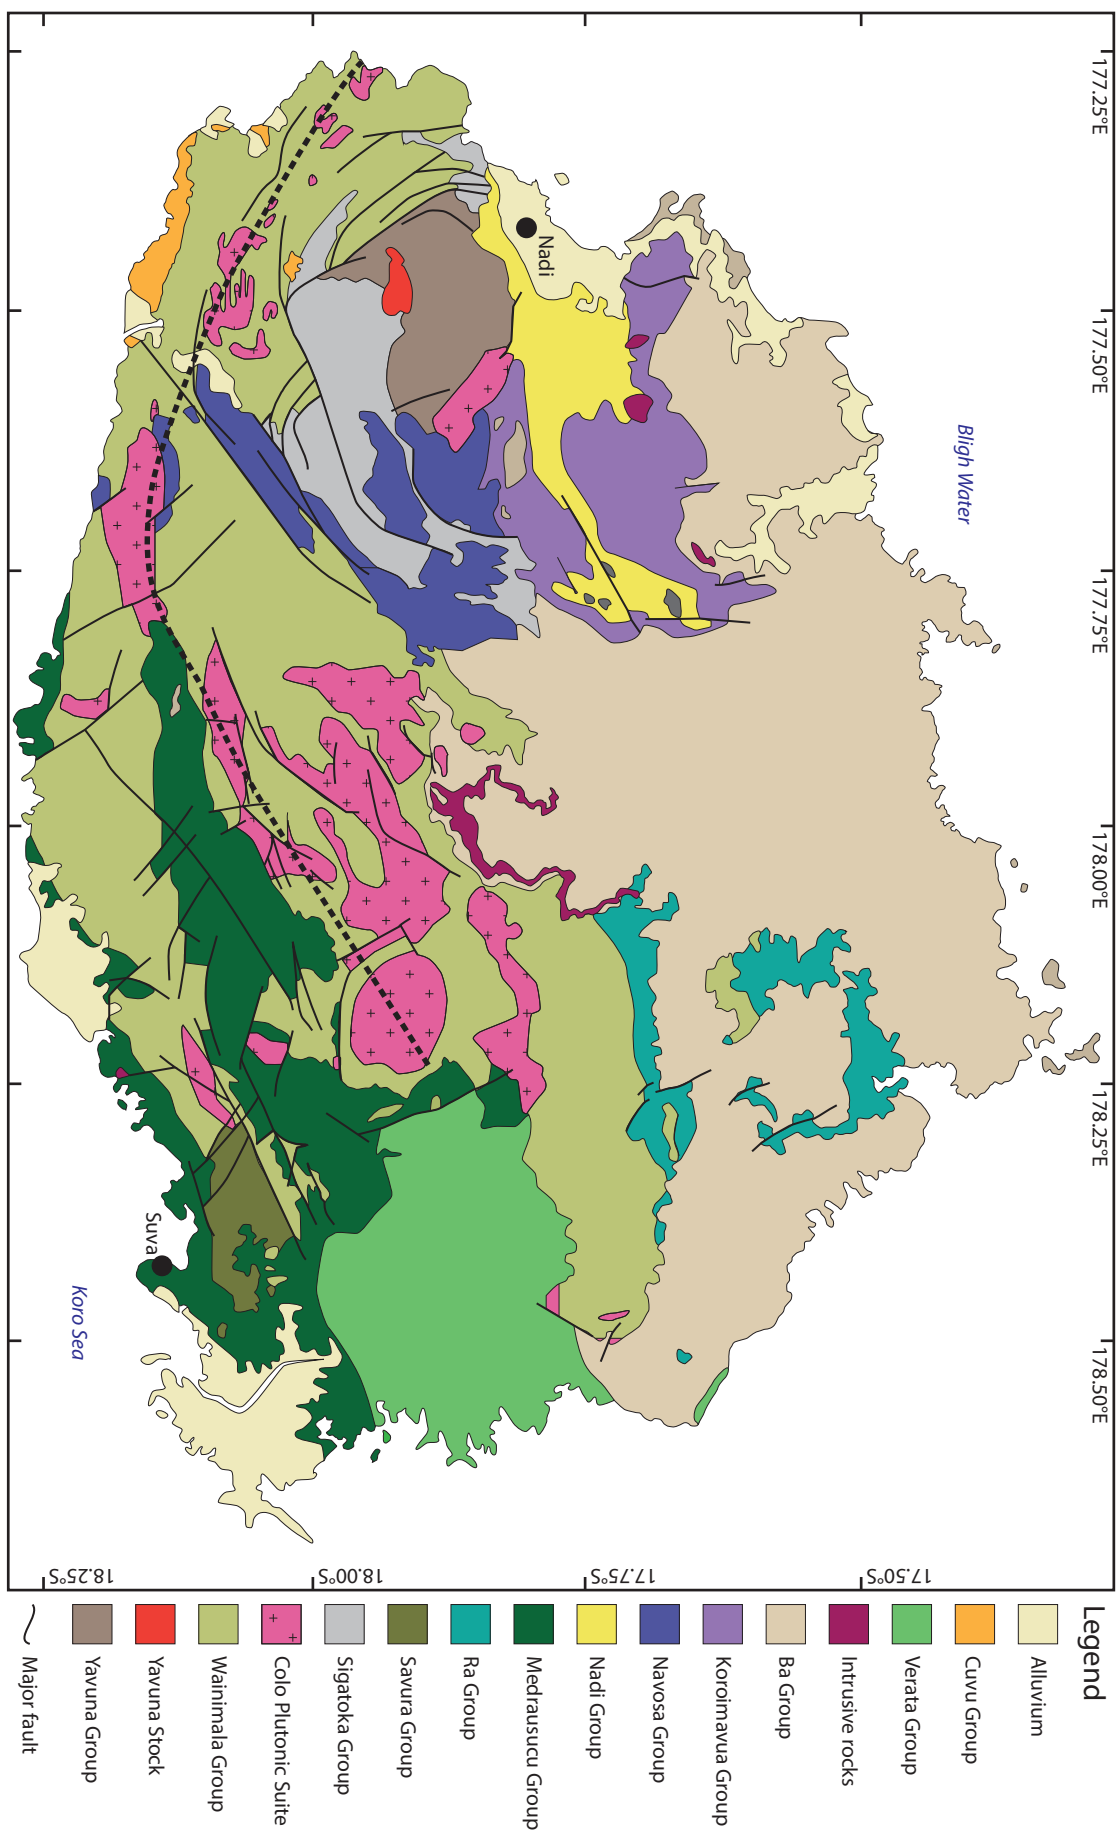 177.25°E
177.50°E
177.75°E
178.00°E
178.25°E
178.50°E
Bligh Water
Nadi
Suva
Koro Sea
17.50°S
17.75°S
18.00°S
18.25°S
Legend
Alluvium
Cuvu Group
Verata Group
Intrusive rocks
Ba Group
Koroimavua Group
Navosa Group
Nadi Group
Medrausucu Group
Ra Group
Savura Group
Sigatoka Group
Colo Plutonic Suite
Wainimala Group
Yavuna Stock
Yavuna Group
Major fault